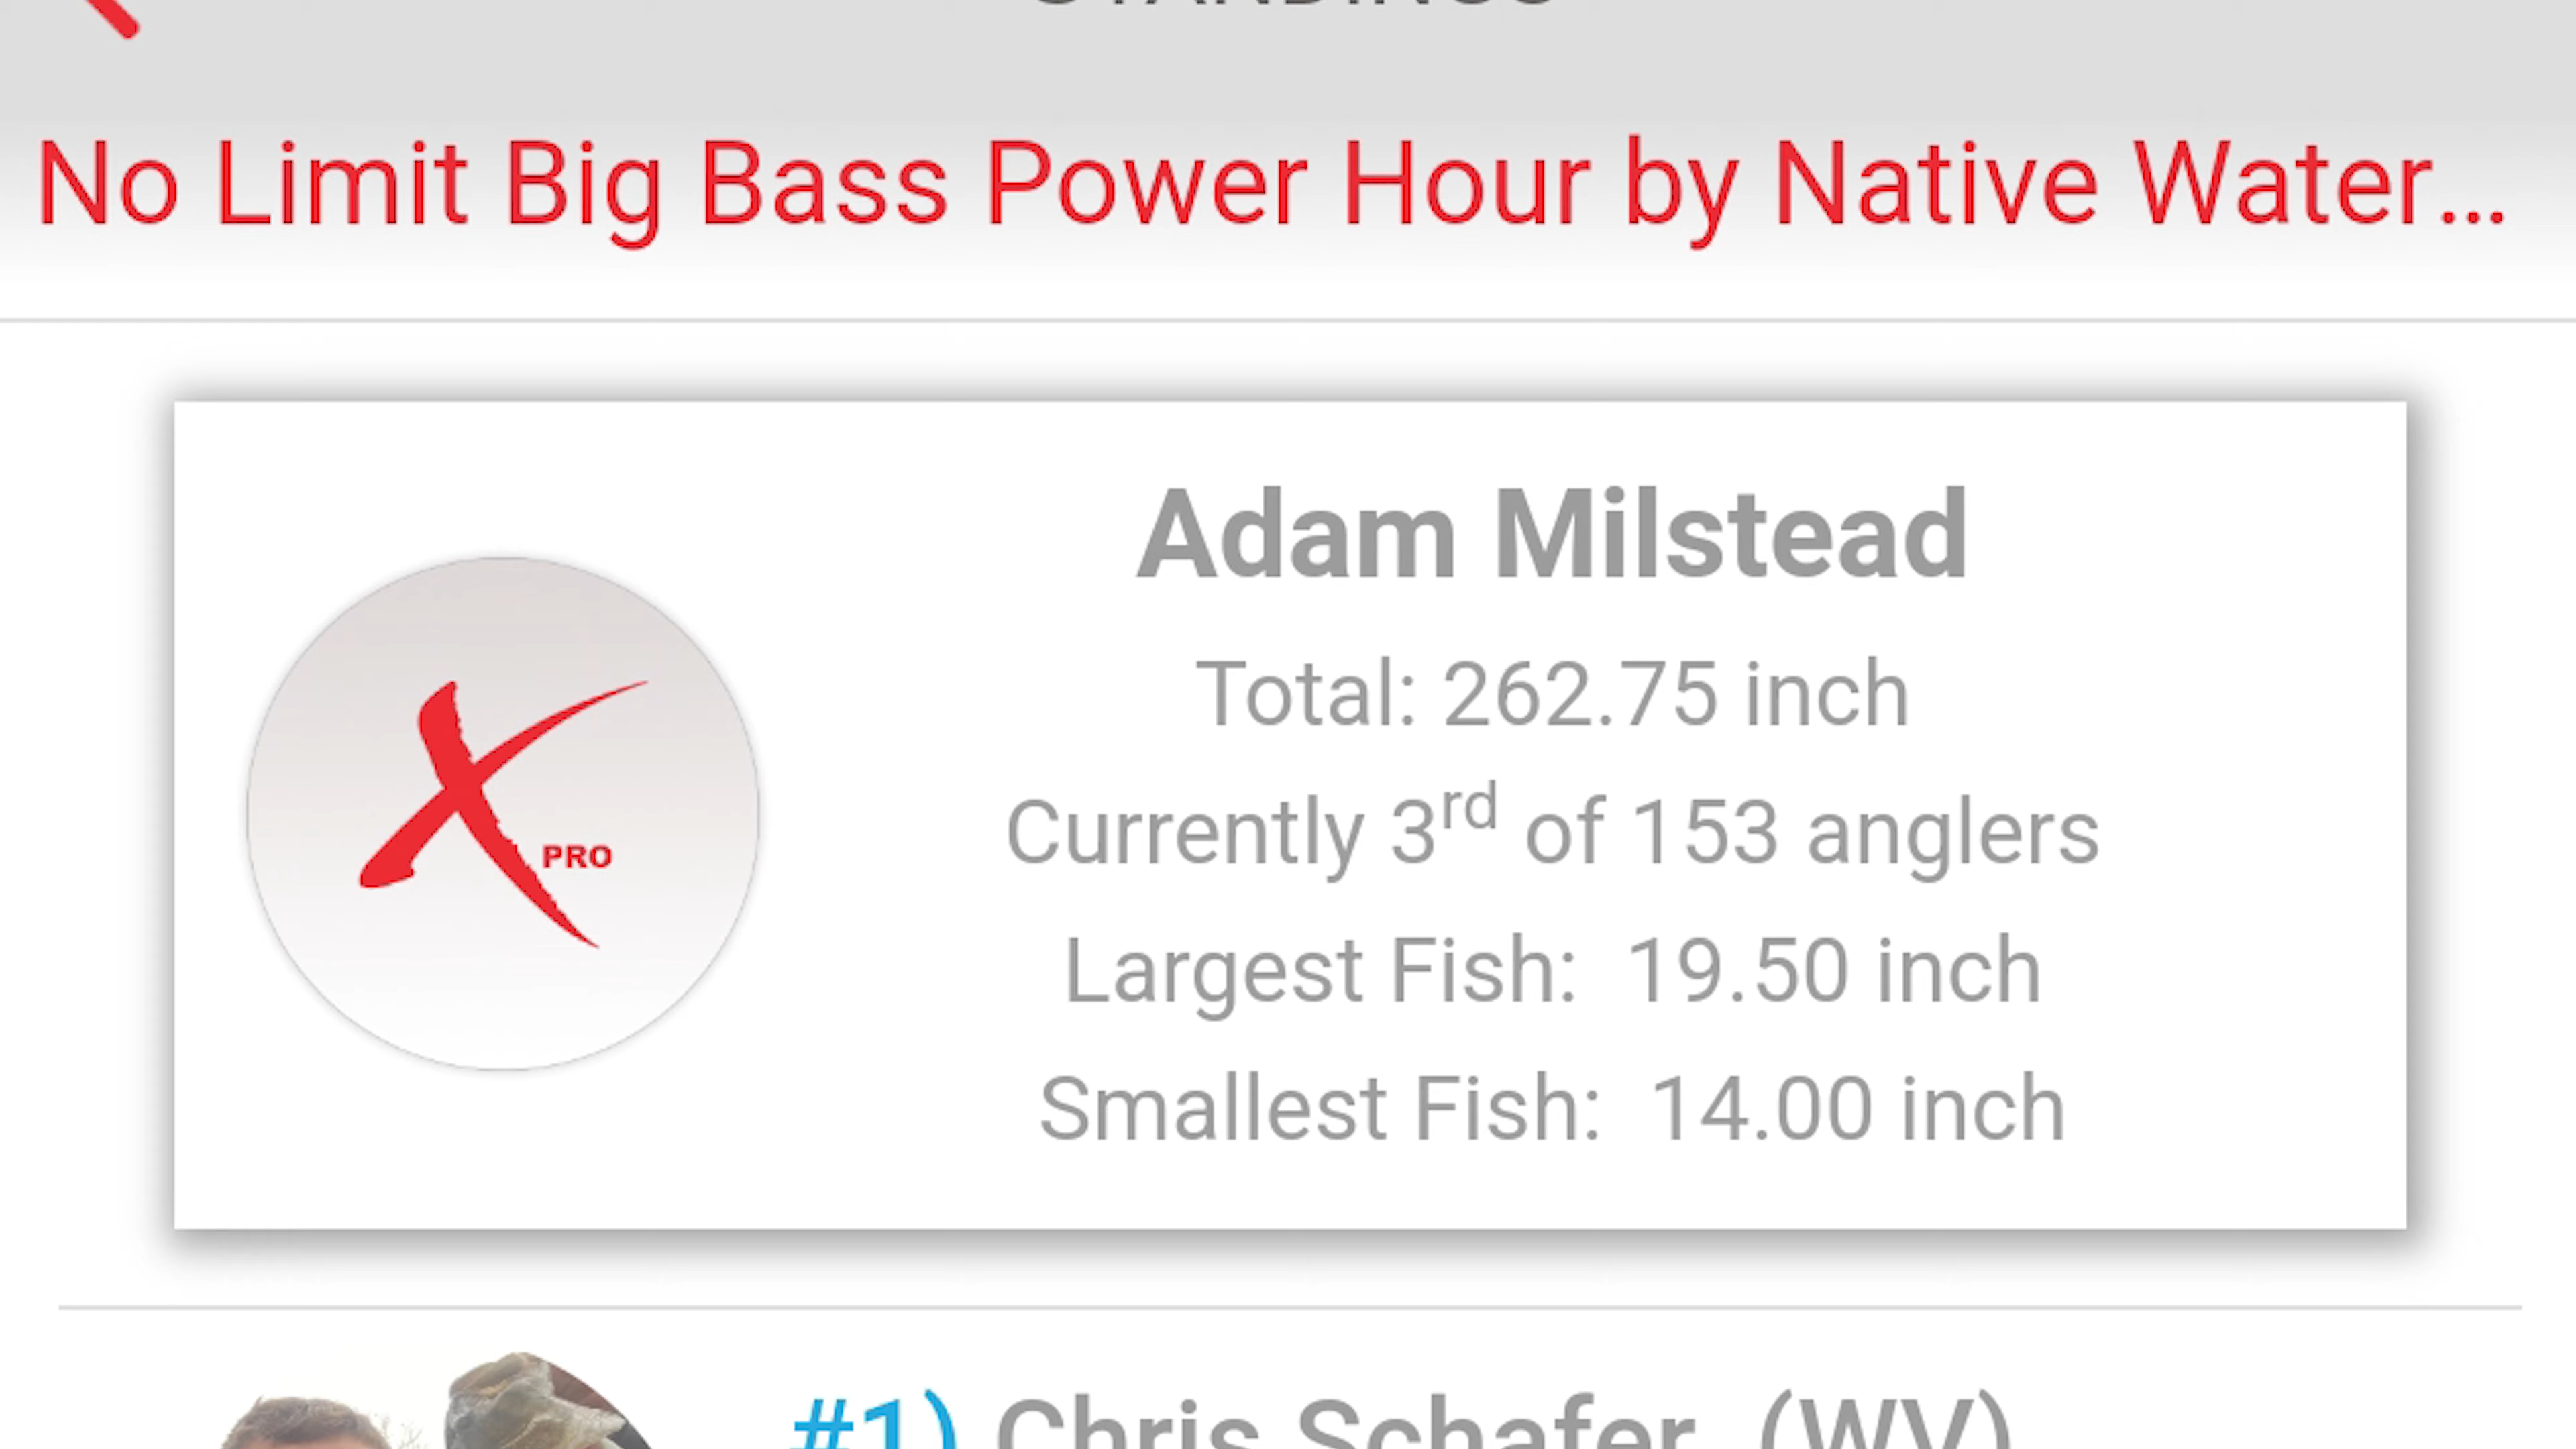 STANDINGS
No Limit Big Bass Power Hour by Native Water...
Adam Milstead
Total: 262.75 inch
Currently 3rd of 153 anglers
Largest Fish: 19.50 inch
Smallest Fish: 14.00 inch
PRO
#1) Chris Schafer (WV)